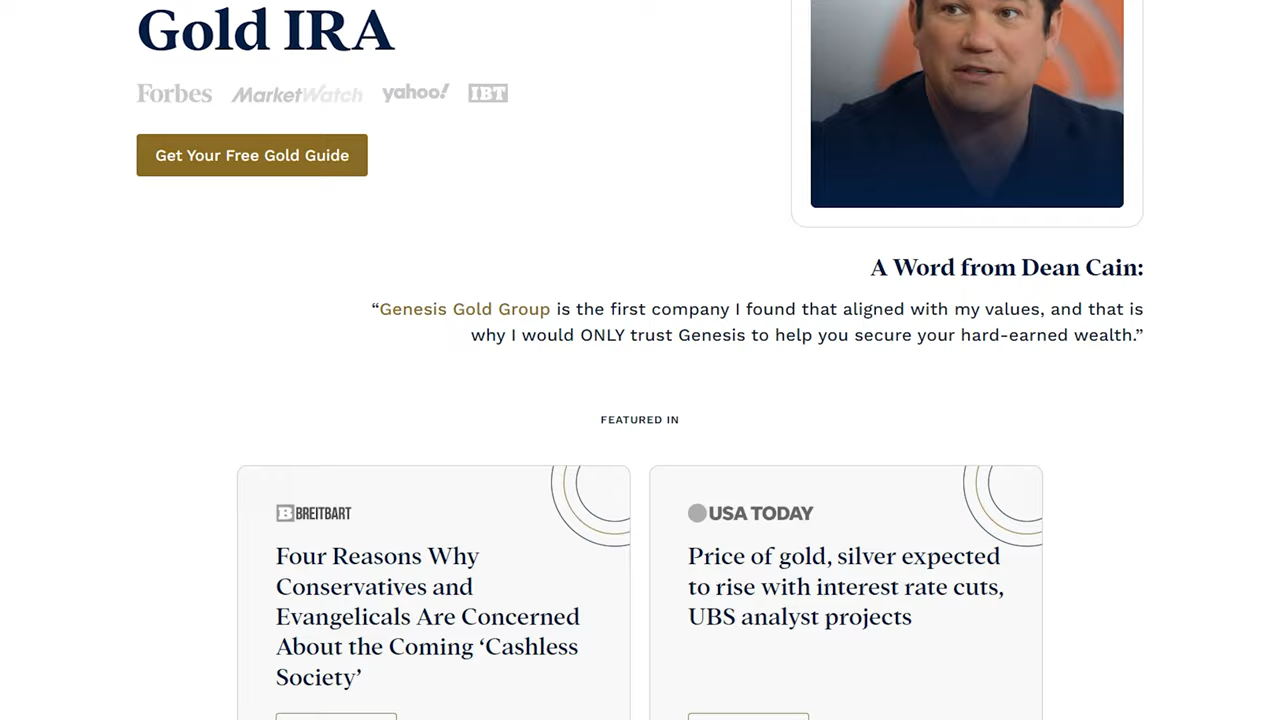 Gold IRA
Forbes MarketWatch yahoo! IBT
Get Your Free Gold Guide
A Word from Dean Cain:
“Genesis Gold Group is the first company I found that aligned with my values, and that is
why I would ONLY trust Genesis to help you secure your hard-earned wealth.”
FEATURED IN
B BREITBART
Four Reasons Why
Conservatives and
Evangelicals Are Concerned
About the Coming ‘Cashless
Society’
USA TODAY
Price of gold, silver expected
to rise with interest rate cuts,
UBS analyst projects